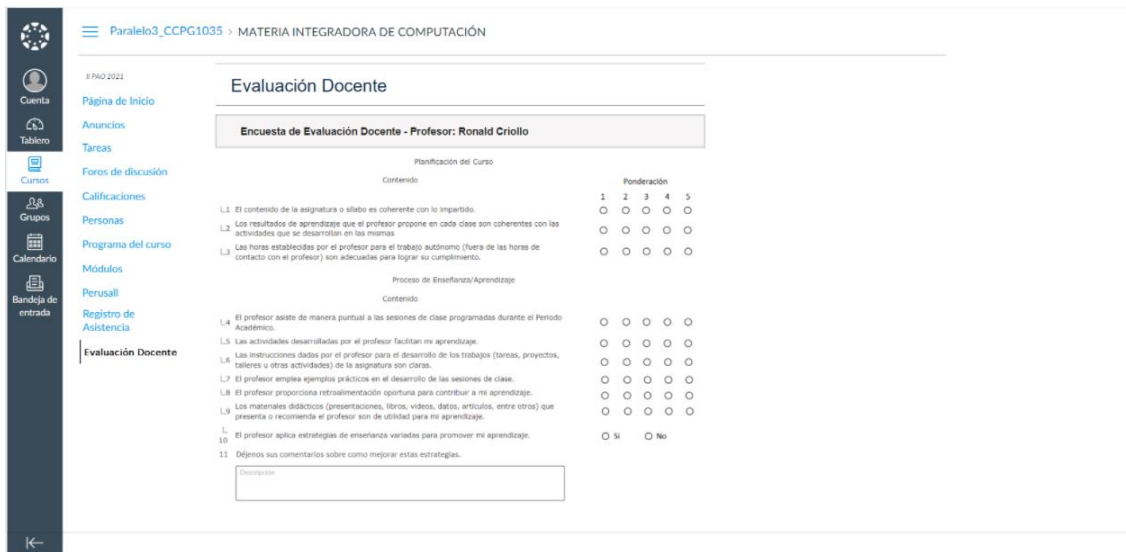 Paralelo3_CCPG1035 > MATERIA INTEGRADORA DE COMPUTACIÓN
Cuenta
Tablero
Cursos
Grupos
Calendario
Bandeja de
entrada
II PAO 2021
Página de Inicio
Anuncios
Tareas
Foros de discusión
Calificaciones
Personas
Programa del curso
Módulos
Perusall
Registro de
Asistencia
Evaluación Docente
Evaluación Docente
Encuesta de Evaluación Docente - Profesor: Ronald Criollo
Planificación del Curso
Contenido
Ponderación
1 2 3 4 5
L1 El contenido de la asignatura o sílabo es coherente con lo impartido.
L2 Los resultados de aprendizaje que el profesor propone en cada clase son coherentes con las
actividades que se desarrollan en las mismas
L3 Las horas establecidas por el profesor para el trabajo autónomo (fuera de las horas de
contacto con el profesor) son adecuadas para lograr su cumplimiento.
Proceso de Enseñanza/Aprendizaje
Contenido
L4 El profesor asiste de manera puntual a las sesiones de clase programadas durante el Periodo
Académico.
L5 Las actividades desarrolladas por el profesor facilitan mi aprendizaje.
L6 Las instrucciones dadas por el profesor para el desarrollo de los trabajos (tareas, proyectos,
talleres u otras actividades) de la asignatura son claras.
L7 El profesor emplea ejemplos prácticos en el desarrollo de las sesiones de clase.
L8 El profesor proporciona retroalimentación oportuna para contribuir a mi aprendizaje.
L9 Los materiales didácticos (presentaciones, libros, videos, datos, artículos, entre otros) que
presenta o recomienda el profesor son de utilidad para mi aprendizaje.
L
10 El profesor aplica estrategias de enseñanza variadas para promover mi aprendizaje. Si No
11 Déjenos sus comentarios sobre como mejorar estas estrategias.
Descripción